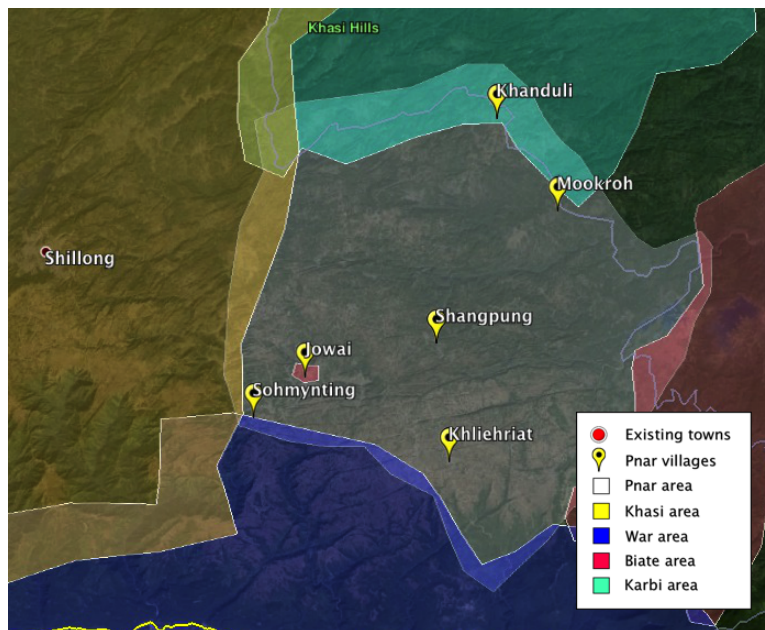 Khasi Hills
Khanduli
Mookroh
Shillong
Shangpung
Jowai
Sohmynting
Khliehriat
Existing towns
Pnar villages
Pnar area
Khasi area
War area
Biate area
Karbi area